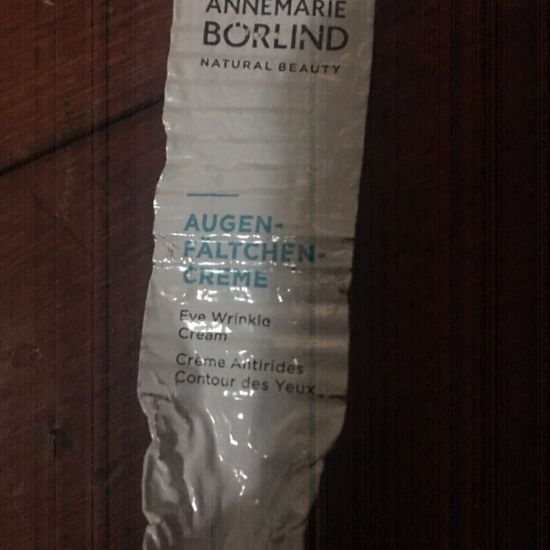 ANNEMARIE
BÖRLIND
NATURAL BEAUTY
AUGEN-
FÄLTCHEN-
CREME
Eye Wrinkle
Cream
Crème Antirides
Contour des Yeux